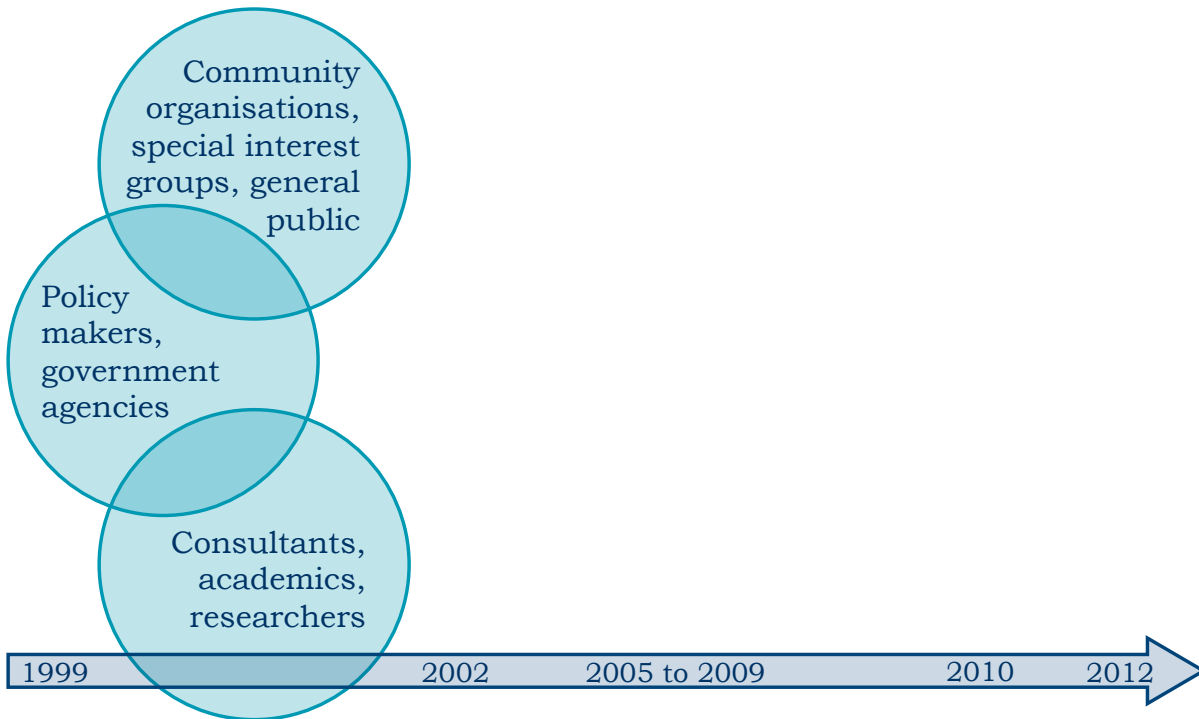 Community
organisations,
special interest
groups, general
public
Policy
makers,
government
agencies
Consultants,
academics,
researchers
1999 2002 2005 to 2009 2010 2012